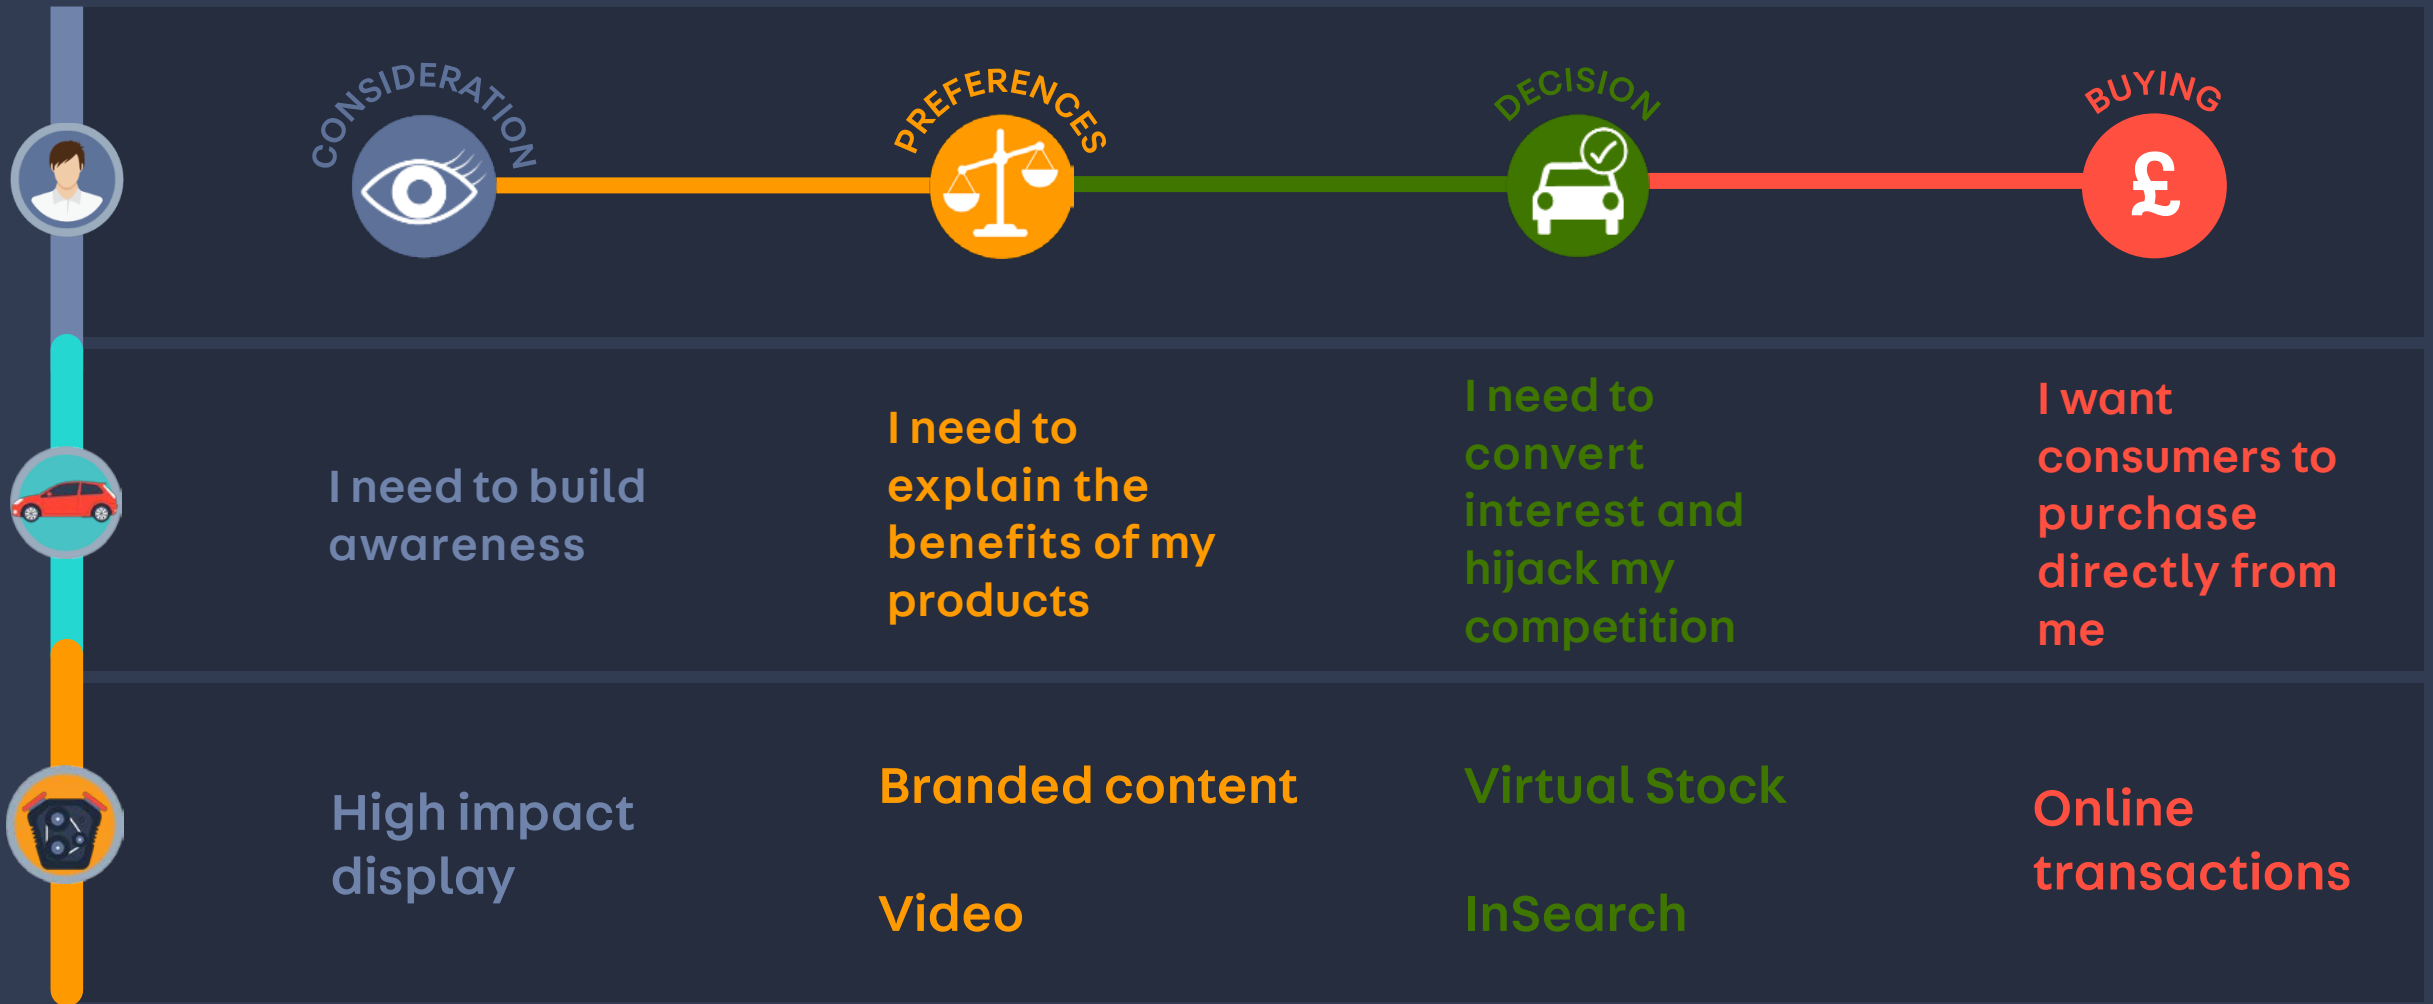 CONSIDERATION
PREFERENCES
DECISION
BUYING
£
I need to build
awareness
I need to
explain the
benefits of my
products
I need to
convert
interest and
hijack my
competition
I want
consumers to
purchase
directly from
me
High impact
display
Branded content
Video
Virtual Stock
InSearch
Online
transactions